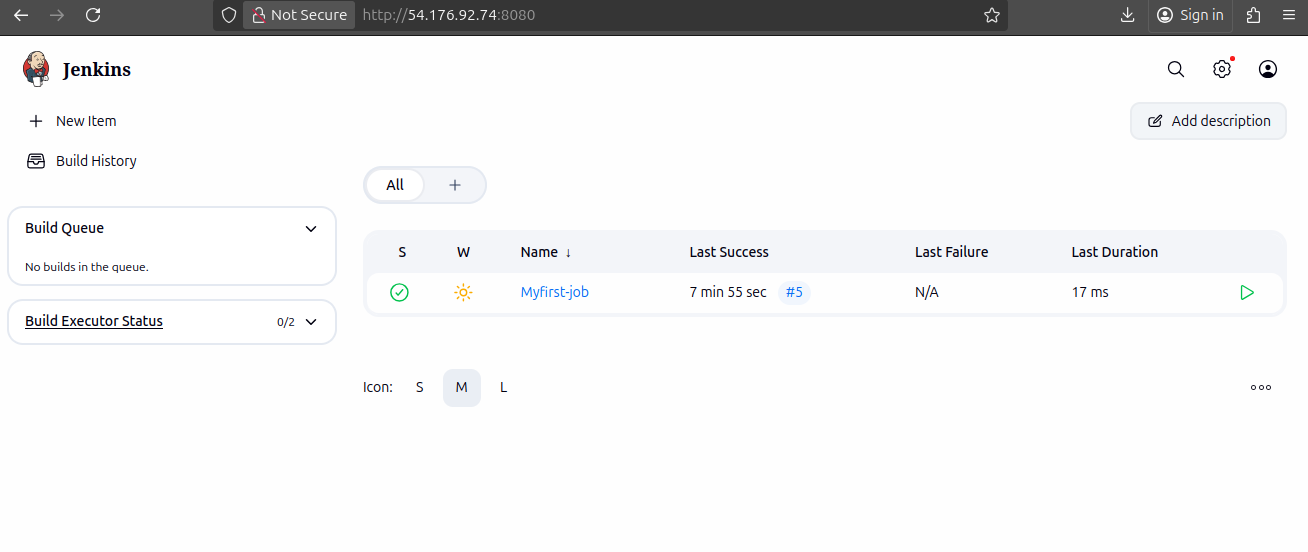 Not Secure http://54.176.92.74:8080 Sign in
Jenkins
New Item
Add description
Build History
All +
Build Queue
No builds in the queue.
Build Executor Status 0/2
S W Name ↓ Last Success Last Failure Last Duration
Myfirst-job 7 min 55 sec #5 N/A 17 ms
Icon: S M L